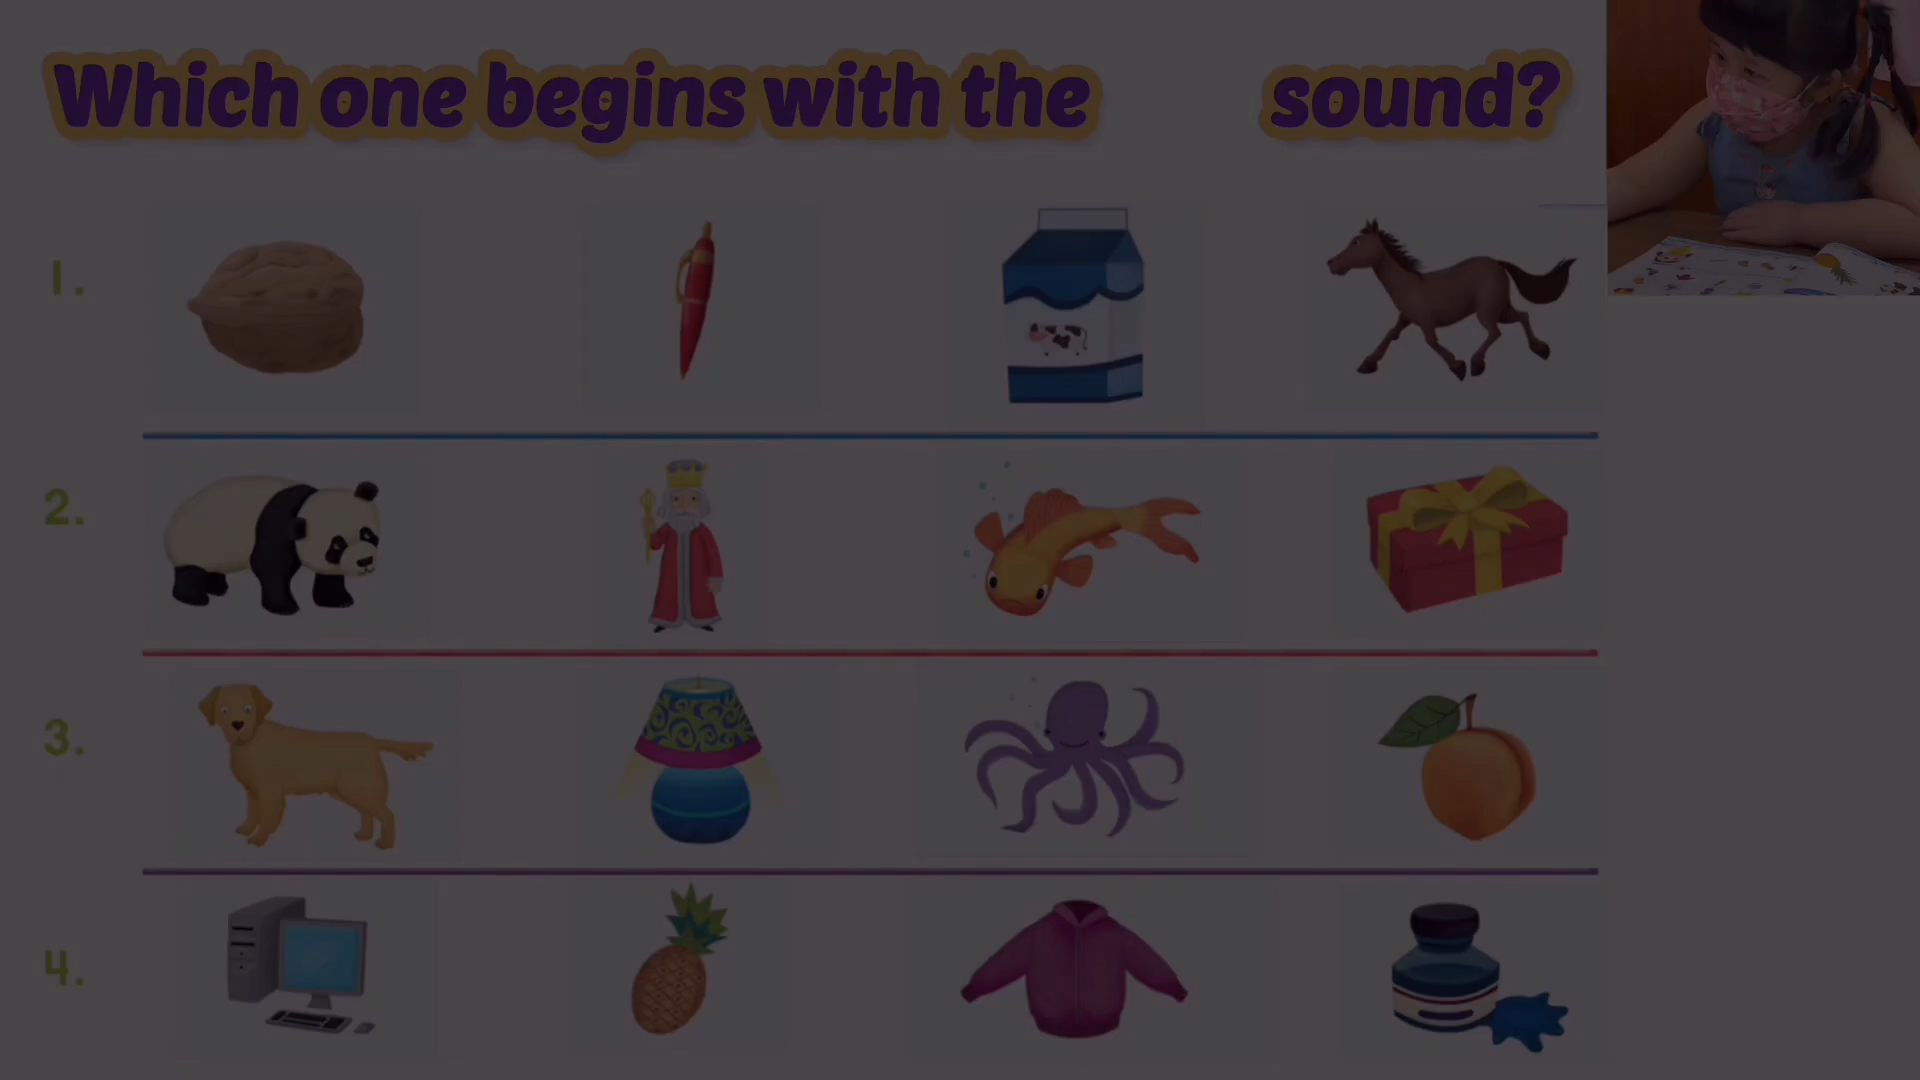 Which one begins with the sound?
1.
2.
3.
4.